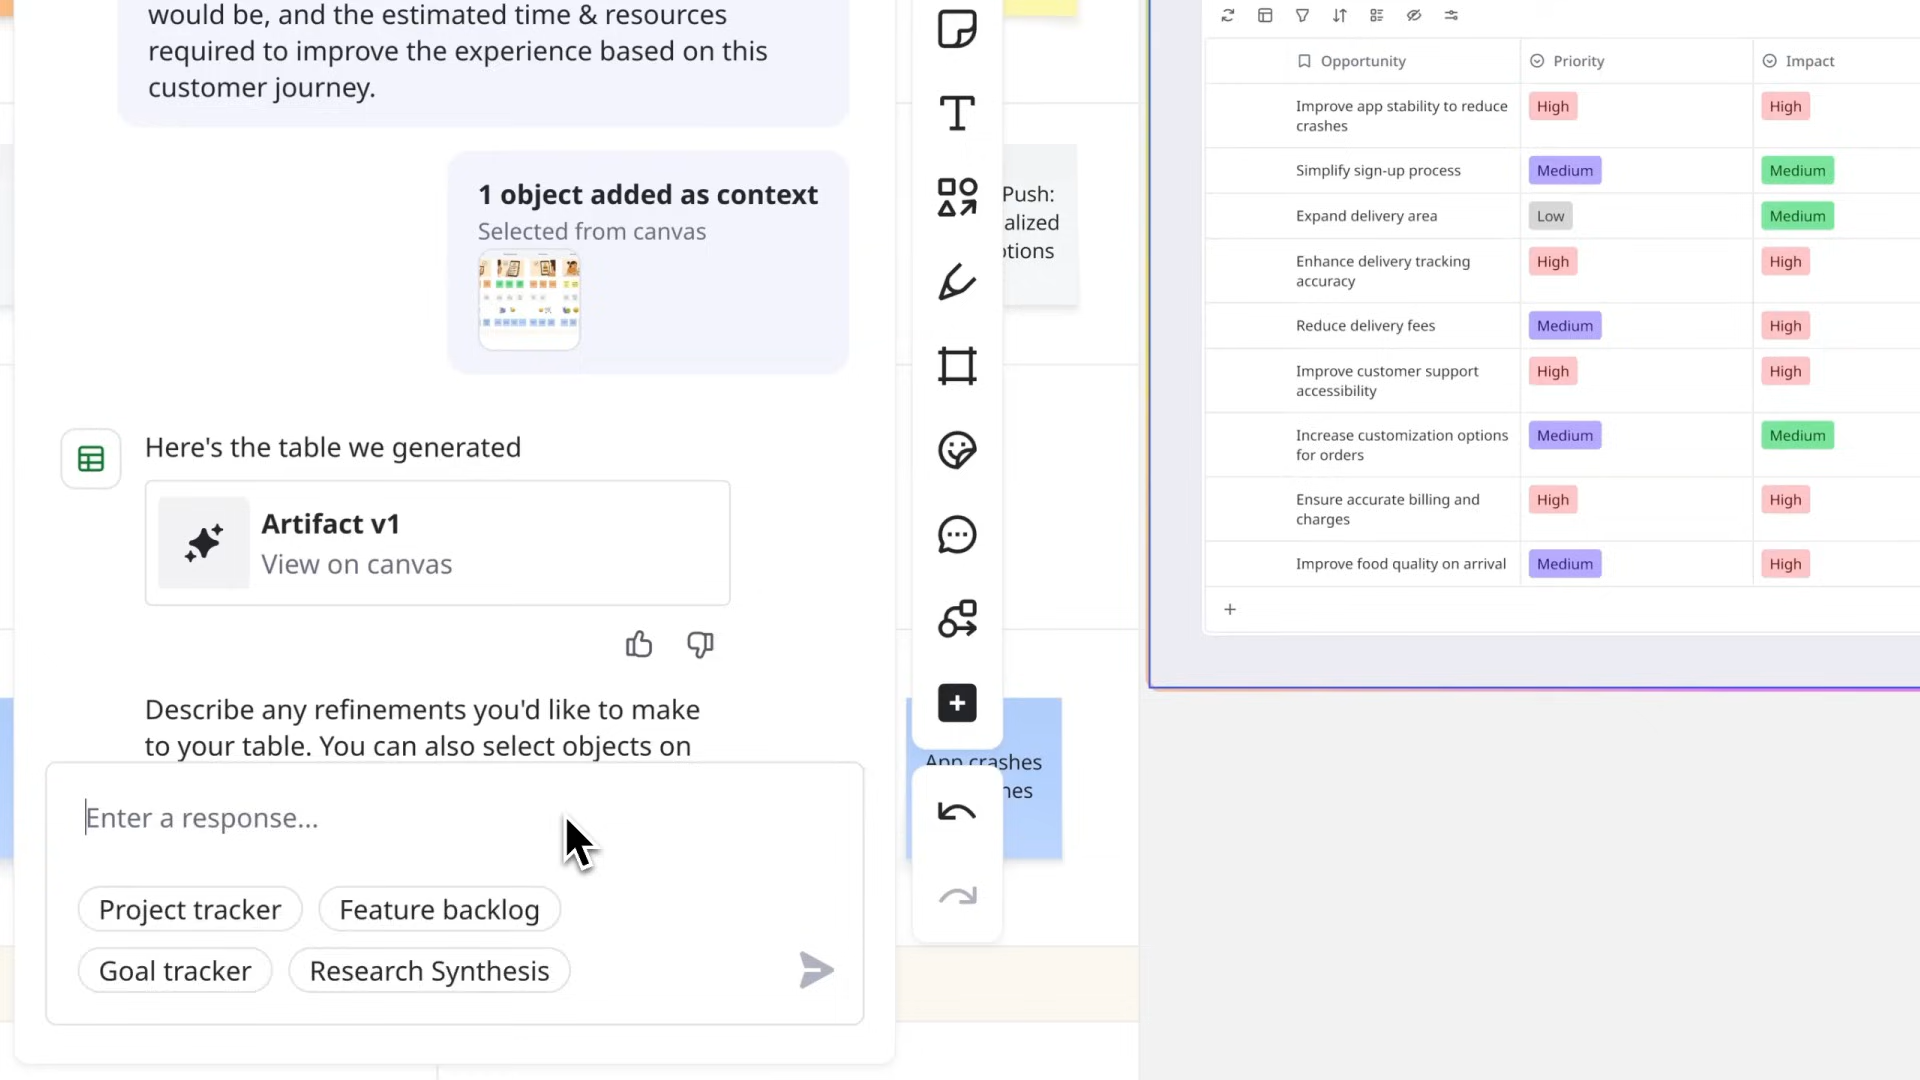 would be, and the estimated time & resources
required to improve the experience based on this
customer journey.
1 object added as context
Selected from canvas
Here's the table we generated
Artifact v1
View on canvas
Describe any refinements you'd like to make
to your table. You can also select objects on
Enter a response...
Project tracker
Feature backlog
Goal tracker
Research Synthesis
Push:
alized
otions
App crashes
nes
Opportunity
Priority
Impact
Improve app stability to reduce
crashes
High
High
Simplify sign-up process
Medium
Medium
Expand delivery area
Low
Medium
Enhance delivery tracking
accuracy
High
High
Reduce delivery fees
Medium
High
Improve customer support
accessibility
High
High
Increase customization options
for orders
Medium
Medium
Ensure accurate billing and
charges
High
High
Improve food quality on arrival
Medium
High